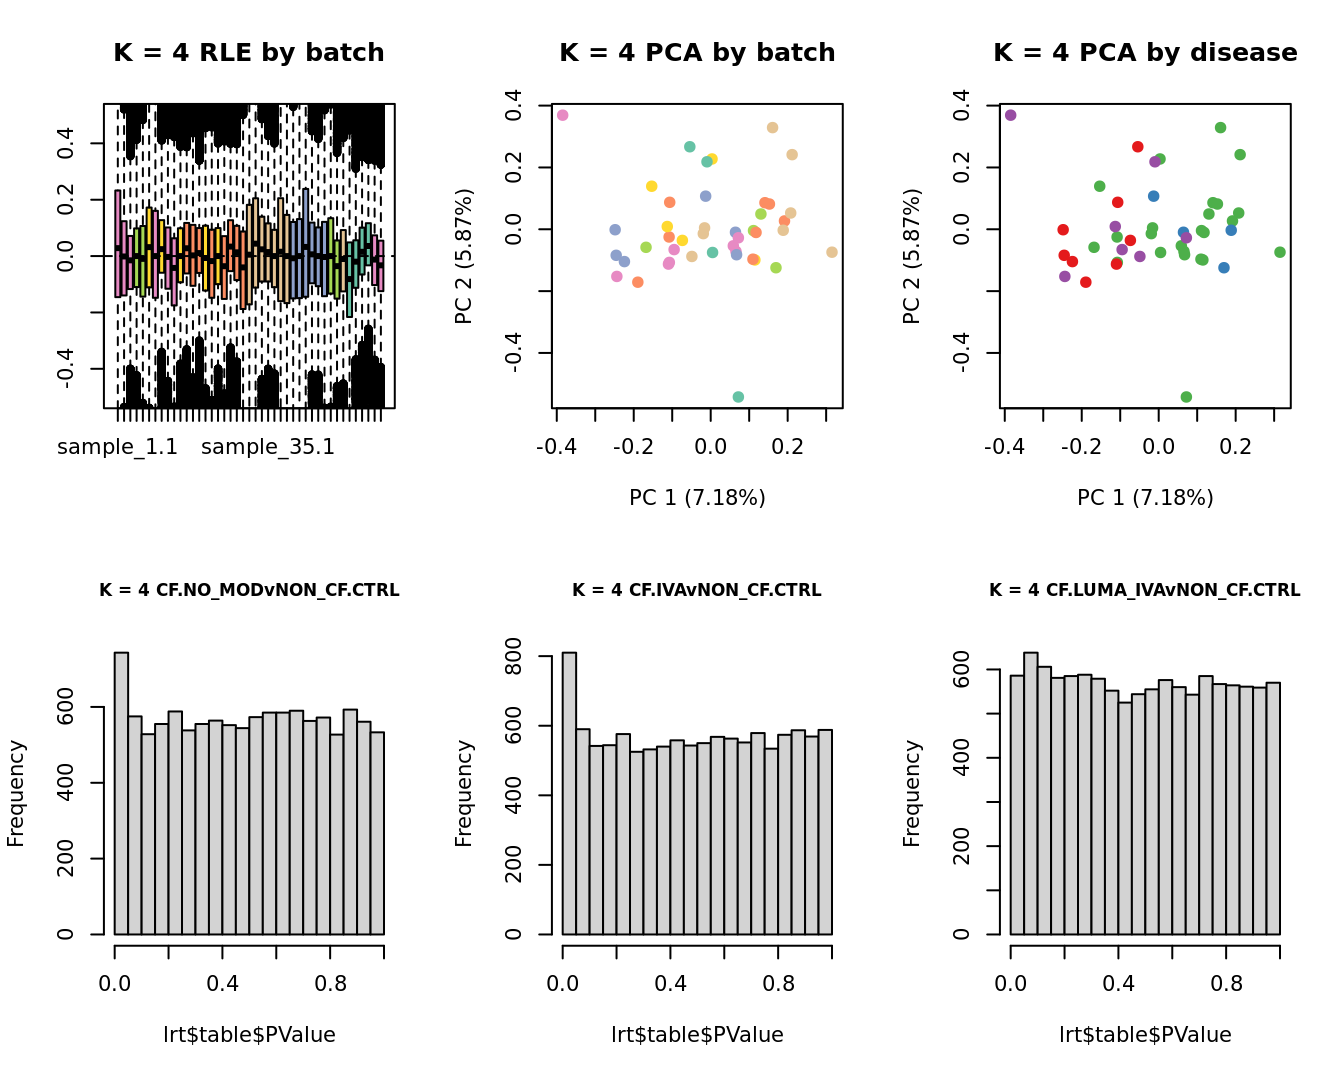 K = 4 RLE by batch
-0.4 0.0 0.2 0.4
sample_1.1 sample_35.1
K = 4 PCA by batch
PC 2 (5.87%)
-0.4 0.0 0.2 0.4
-0.4 -0.2 0.0 0.2
PC 1 (7.18%)
K = 4 PCA by disease
PC 2 (5.87%)
-0.4 0.0 0.2 0.4
-0.4 -0.2 0.0 0.2
PC 1 (7.18%)
K = 4 CF.NO_MODvNON_CF.CTRL
Frequency
0 200 400 600
0.0 0.4 0.8
lrt$table$PValue
K = 4 CF.IVAvNON_CF.CTRL
Frequency
0 200 400 600 800
0.0 0.4 0.8
lrt$table$PValue
K = 4 CF.LUMA_IVAvNON_CF.CTRL
Frequency
0 200 400 600
0.0 0.4 0.8
lrt$table$PValue